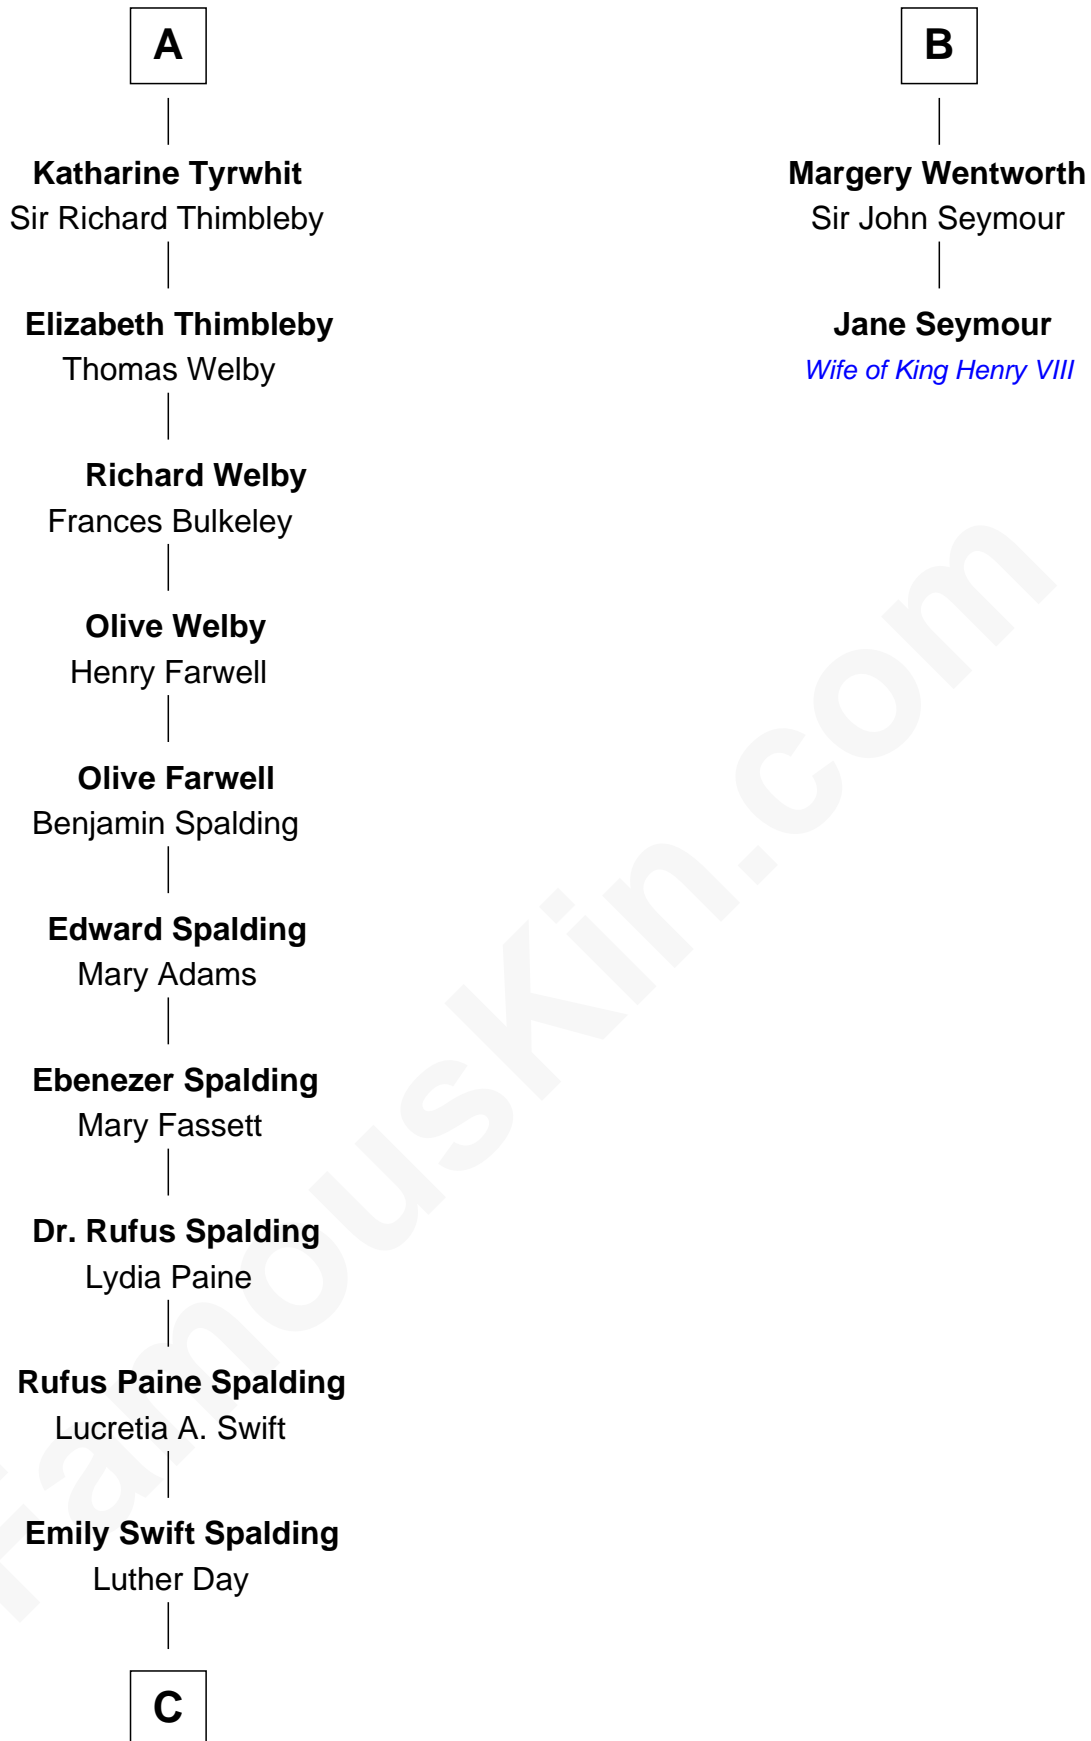 A
Katharine Tyrwhit
Sir Richard Thimbleby
Elizabeth Thimbleby
Thomas Welby
Richard Welby
Frances Bulkeley
Olive Welby
Henry Farwell
Olive Farwell
Benjamin Spalding
Edward Spalding
Mary Adams
Ebenezer Spalding
Mary Fassett
Dr. Rufus Spalding
Lydia Paine
Rufus Paine Spalding
Lucretia A. Swift
Emily Swift Spalding
Luther Day
C
B
Margery Wentworth
Sir John Seymour
Jane Seymour
Wife of King Henry VIII
FamousKin.com